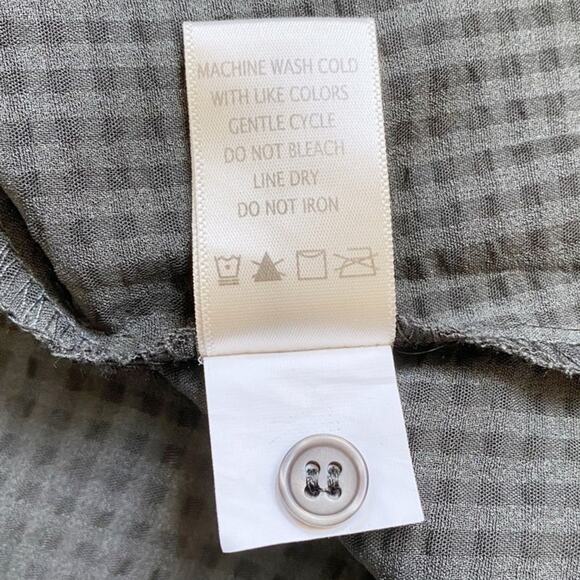 MACHINE WASH COLD
WITH LIKE COLORS
GENTLE CYCLE
DO NOT BLEACH
LINE DRY
DO NOT IRON